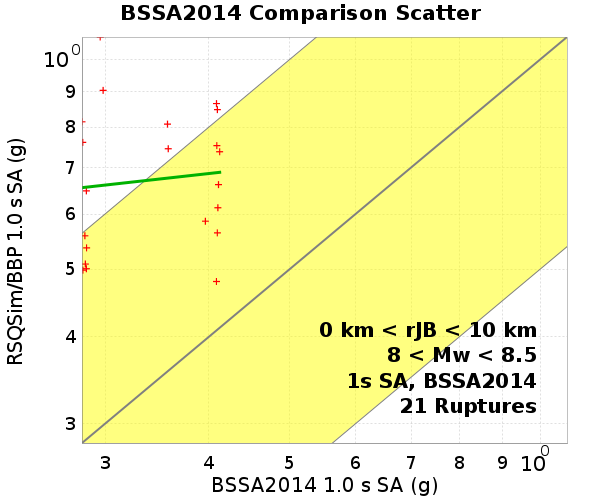 BSSA2014 Comparison Scatter
RSQSim/BBP 1.0 s SA (g)
10^0
9
8
7
6
5
4
3
0 km < rJB < 10 km
8 < Mw < 8.5
1s SA, BSSA2014
21 Ruptures
3 4 5 6 7 8 9 10^0
BSSA2014 1.0 s SA (g)